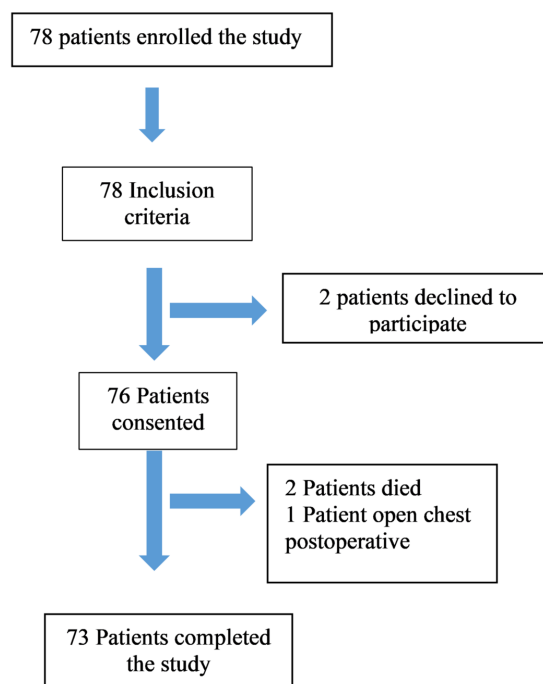 78 patients enrolled the study
78 Inclusion
criteria
2 patients declined to
participate
76 Patients
consented
2 Patients died
1 Patient open chest
postoperative
73 Patients completed
the study